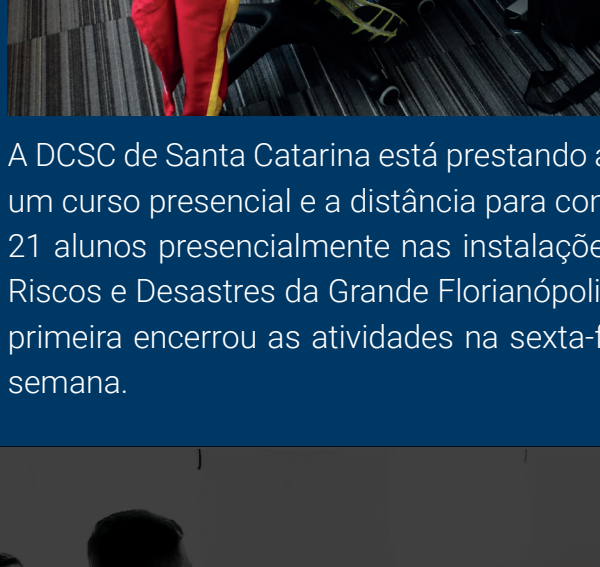 A DCSC de Santa Catarina está prestando
um curso presencial e a distância para
21 alunos presencialmente nas
Riscos e Desastres da Grande
primeira encerrou as atividades na
semana.